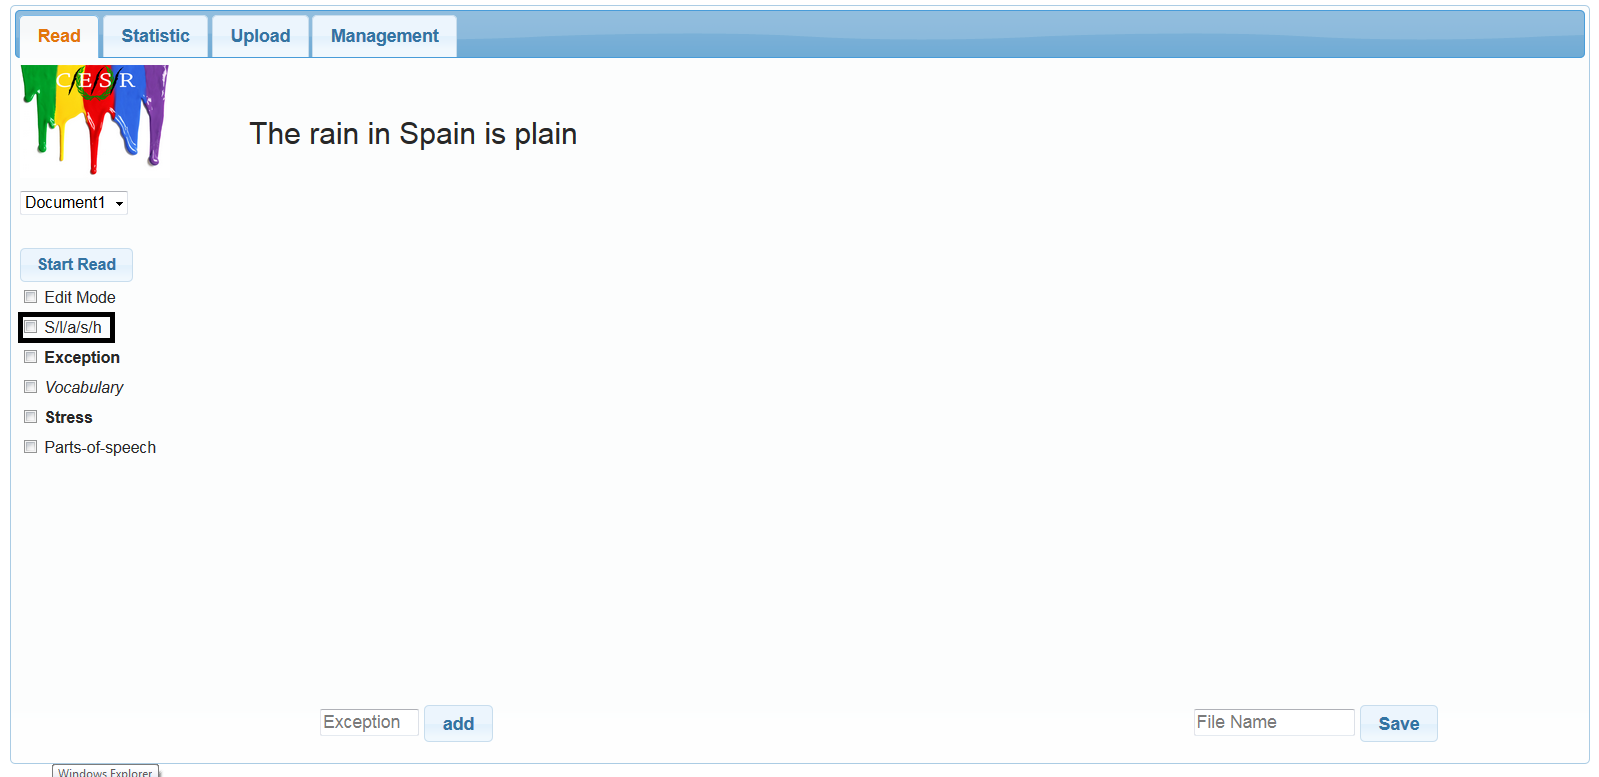 Read Statistic Upload Management
C/E/S/R
The rain in Spain is plain
Document1
Start Read
Edit Mode
S/l/a/s/h
Exception
Vocabulary
Stress
Parts-of-speech
Exception add File Name Save
Windows Explorer